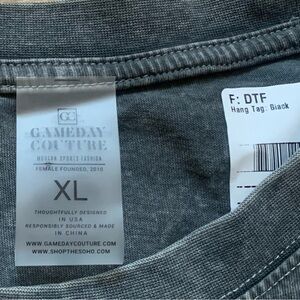 GC
GAMEDAY
COUTURE
MODERN SPORTS FASHION
FEMALE FOUNDED, 2010
XL
THOUGHTFULLY DESIGNED
IN USA
RESPONSIBLY SOURCED & MADE
IN CHINA
WWW.GAMEDAYCOUTURE.COM
WWW.SHOPTHESOHO.COM
F: DTF
Hang Tag: Black